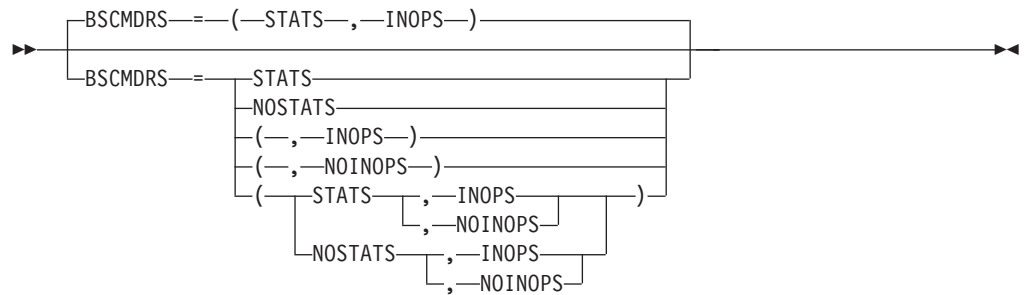 BSCMDRS = ( STATS , INOPS )
BSCMDRS = STATS
NOSTATS
( , INOPS )
( , NOINOPS )
( STATS , INOPS )
, NOINOPS
NOSTATS , INOPS
, NOINOPS